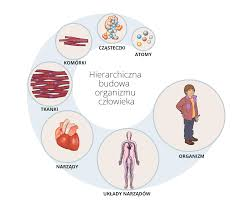 CZĄSTECZKI
ATOMY
KOMÓRKI
Hierarchiczna
budowa
organizmu
człowieka
TKANKI
NARZĄDY
ORGANIZM
UKŁADY NARZĄDÓW